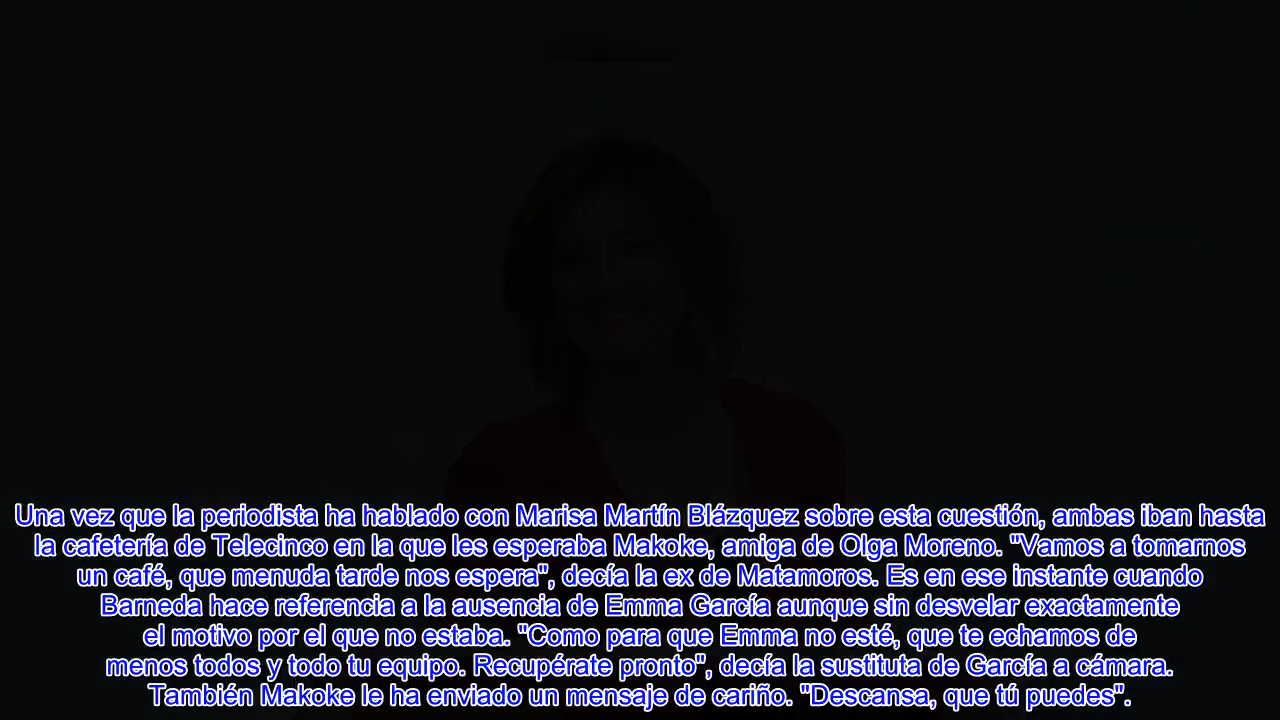 Una vez que la periodista ha hablado con Marisa Martín Blázquez sobre esta cuestión, ambas iban hasta
la cafetería de Telecinco en la que les esperaba Makoke, amiga de Olga Moreno. "Vamos a tomarnos
un café, que menuda tarde nos espera", decía la ex de Matamoros. Es en ese instante cuando
Barneda hace referencia a la ausencia de Emma García aunque sin desvelar exactamente
el motivo por el que no estaba. "Como para que Emma no esté, que te echamos de
menos todos y todo tu equipo. Recupérate pronto", decía la sustituta de García a cámara.
También Makoke le ha enviado un mensaje de cariño. "Descansa, que tú puedes".